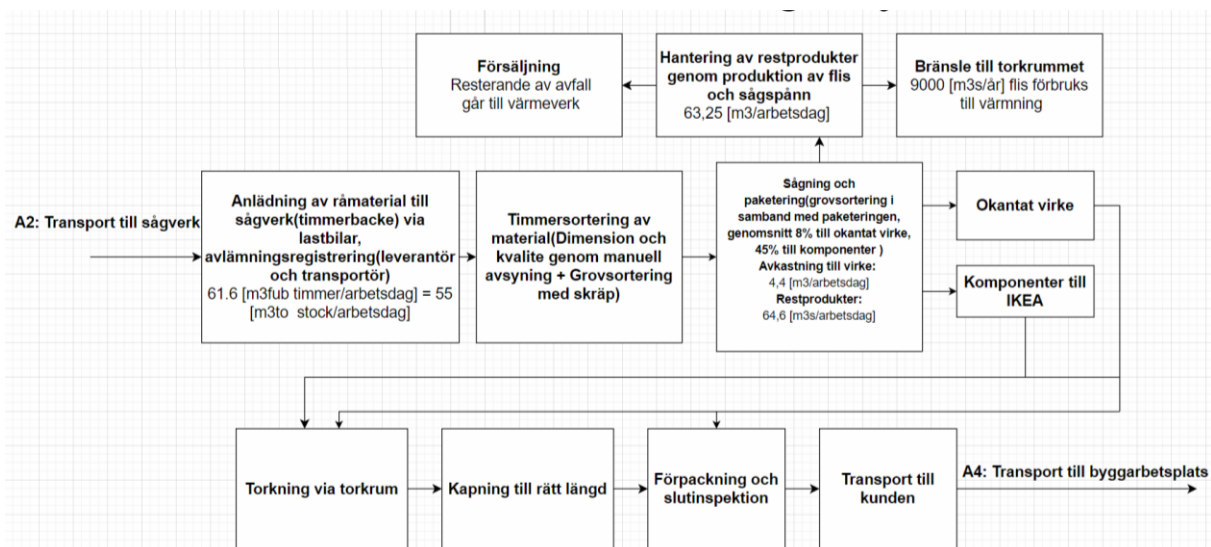 Försäljning
Resterande av avfall
går till värmeverk
Hantering av restprodukter
genom produktion av flis
och sågspånn
63,25 [m3/arbetsdag]
Bränsle till torkrummet
9000 [m3s/år] flis förbruks
till värmning
A2: Transport till sågverk
Anlädning av råmaterial till
sågverk(timmerbacke) via
lastbilar,
avlämningsregistrering(leverantör
och transportör)
61.6 [m3fub timmer/arbetsdag] = 55
[m3to stock/arbetsdag]
Timmersortering av
material(Dimension och
kvalite genom manuell
avsyning + Grovsortering
med skräp)
Sågning och
paketering(grovsortering i
samband med paketeringen,
genomsnitt 8% till okantat virke,
45% till komponenter )
Avkastning till virke:
4,4 [m3/arbetsdag]
Restprodukter:
64,6 [m3s/arbetsdag]
Okantat virke
Komponenter till
IKEA
Torkning via torkrum
Kapning till rätt längd
Förpackning och
slutinspektion
Transport till
kunden
A4: Transport till byggarbetsplats